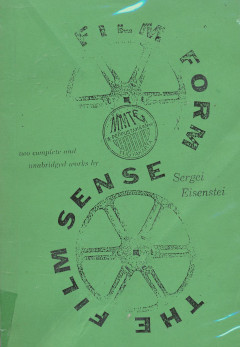 FILM FORM
two complete and
unabridged works by
Sergei
Eisenstei
THE FILM SENSE